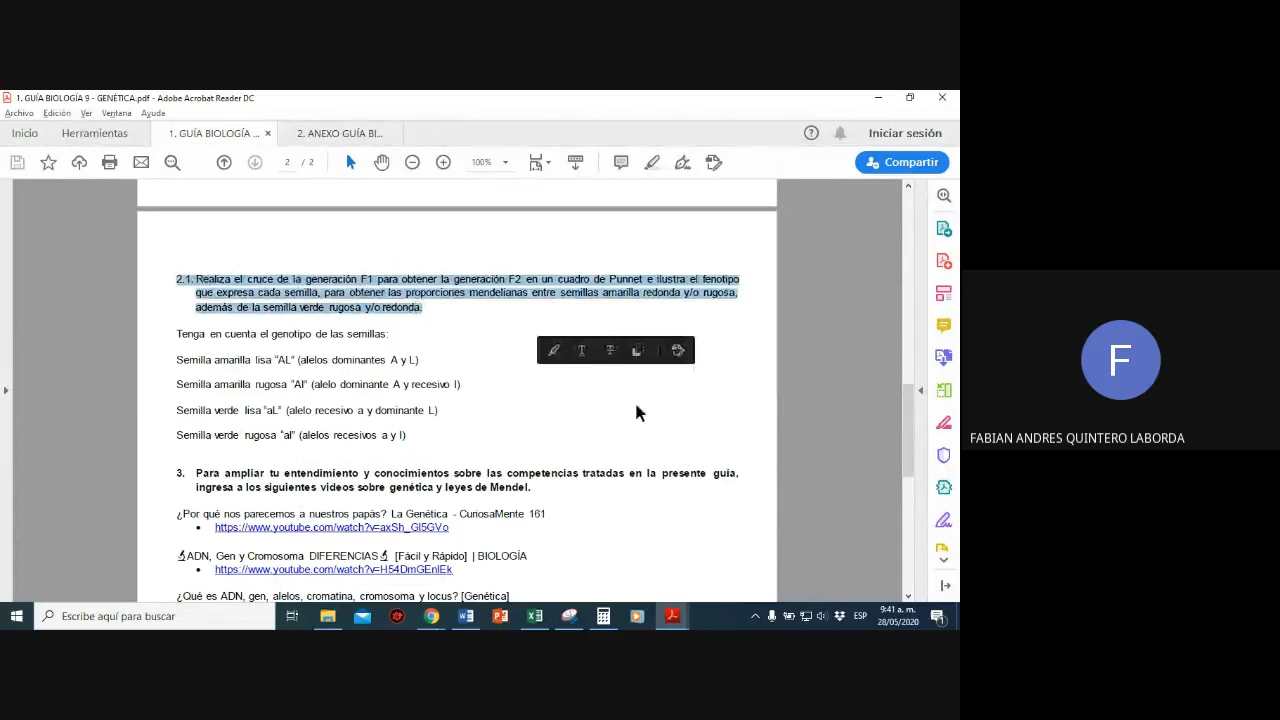 1. GUÍA BIOLOGÍA 9 - GENÉTICA.pdf - Adobe Acrobat Reader DC
Archivo Edición Ver Ventana Ayuda
Inicio Herramientas 1. GUÍA BIOLOGÍA ... × 2. ANEXO GUÍA BI... Iniciar sesión
2 / 2 100% Compartir
2.1. Realiza el cruce de la generación F1 para obtener la generación F2 en un cuadro de Punnet e ilustra el fenotipo
que expresa cada semilla, para obtener las proporciones mendelianas entre semillas amarilla redonda y/o rugosa,
además de la semilla verde rugosa y/o redonda.
Tenga en cuenta el genotipo de las semillas:
Semilla amarilla lisa “AL” (alelos dominantes A y L)
Semilla amarilla rugosa “Al” (alelo dominante A y recesivo l)
Semilla verde lisa “aL” (alelo recesivo a y dominante L)
Semilla verde rugosa “al” (alelos recesivos a y l)
3. Para ampliar tu entendimiento y conocimientos sobre las competencias tratadas en la presente guía,
ingresa a los siguientes videos sobre genética y leyes de Mendel.
¿Por qué nos parecemos a nuestros papás? La Genética - CuriosaMente 161
• https://www.youtube.com/watch?v=axSh_GI5GVo
🔬ADN, Gen y Cromosoma DIFERENCIAS🔬 [Fácil y Rápido] | BIOLOGÍA
• https://www.youtube.com/watch?v=H54DmGEnIEk
¿Qué es ADN, gen, alelos, cromatina, cromosoma y locus? [Genética]
Escribe aquí para buscar
ESP
9:41 a. m.
28/05/2020
1
F
FABIAN ANDRES QUINTERO LABORDA